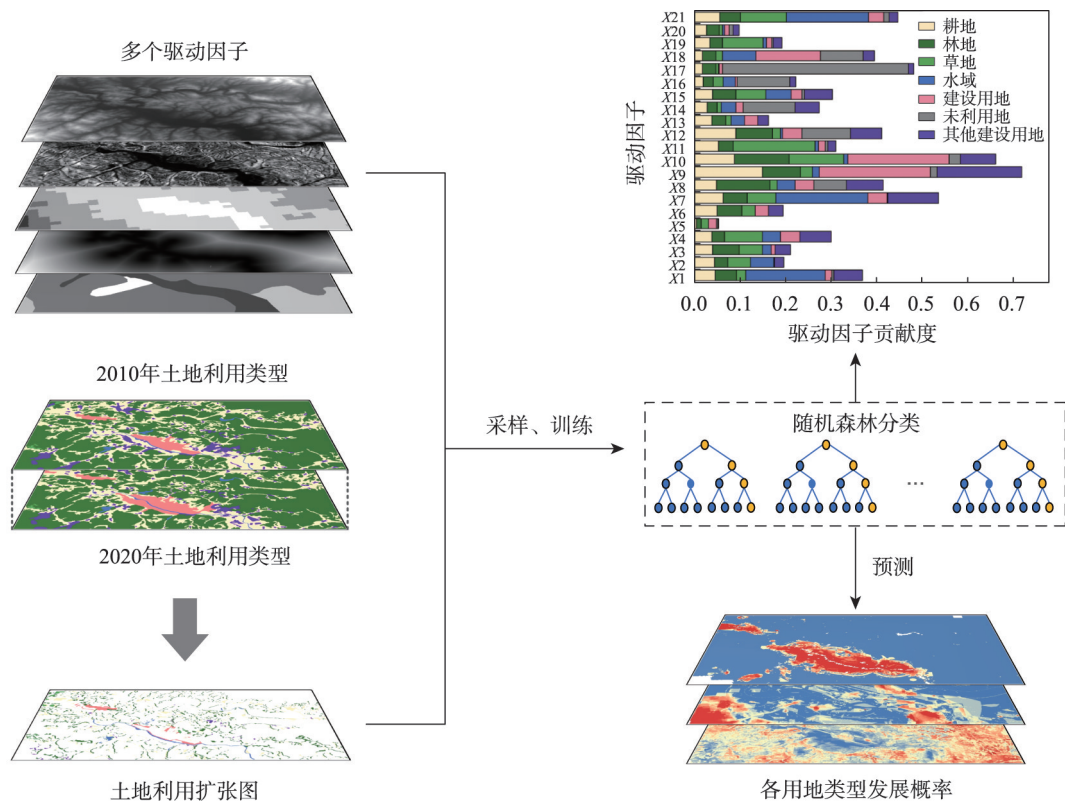 多个驱动因子
2010年土地利用类型
2020年土地利用类型
土地利用扩张图
采样、训练
驱动因子
X21
X20
X19
X18
X17
X16
X15
X14
X13
X12
X11
X10
X9
X8
X7
X6
X5
X4
X3
X2
X1
耕地
林地
草地
水域
建设用地
未利用地
其他建设用地
0.0 0.1 0.2 0.3 0.4 0.5 0.6 0.7
驱动因子贡献度
随机森林分类
...
预测
各用地类型发展概率